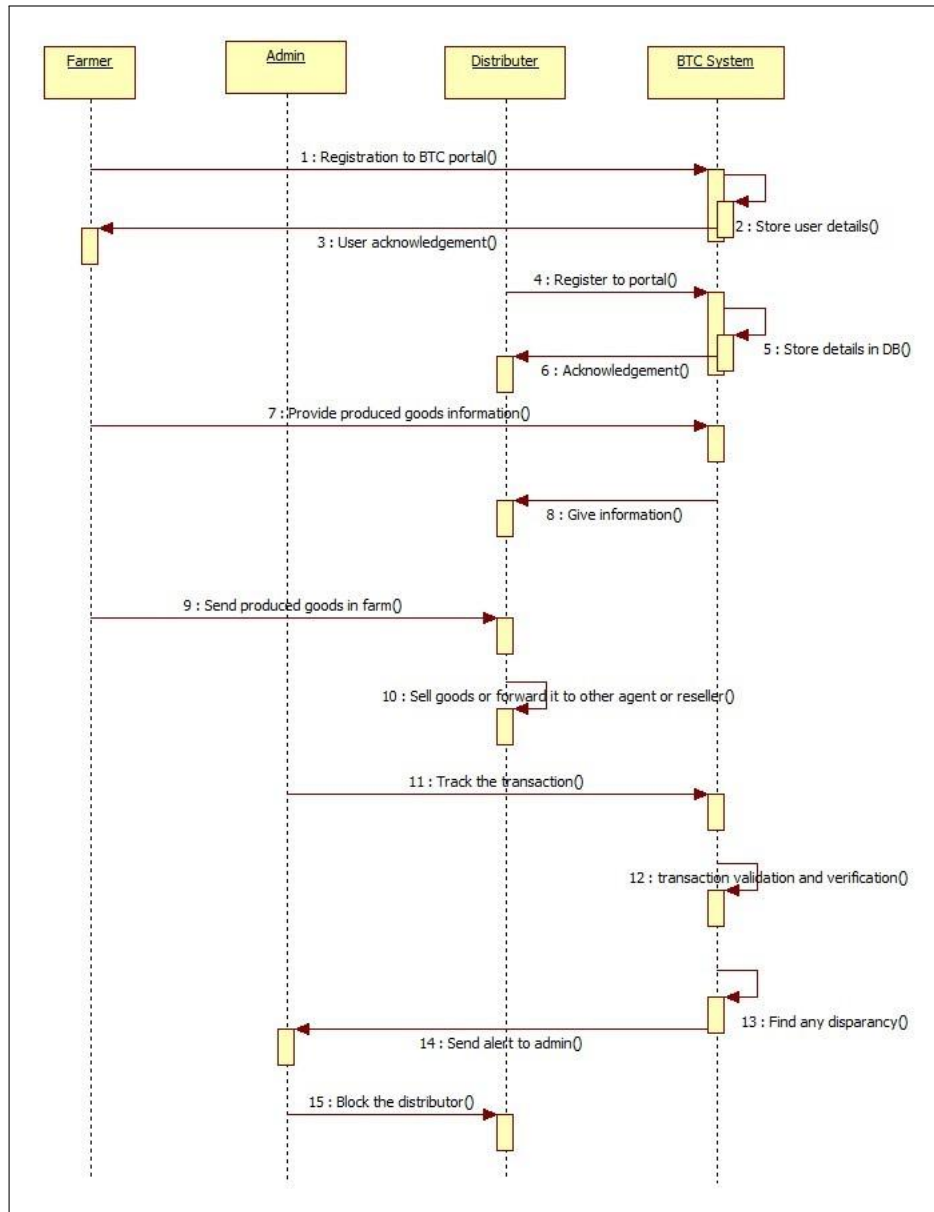 Farmer
Admin
Distributer
BTC System
1 : Registration to BTC portal()
2 : Store user details()
3 : User acknowledgement()
4 : Register to portal()
5 : Store details in DB()
6 : Acknowledgement()
7 : Provide produced goods information()
8 : Give information()
9 : Send produced goods in farm()
10 : Sell goods or forward it to other agent or reseller()
11 : Track the transaction()
12 : transaction validation and verification()
13 : Find any disparancy()
14 : Send alert to admin()
15 : Block the distributor()